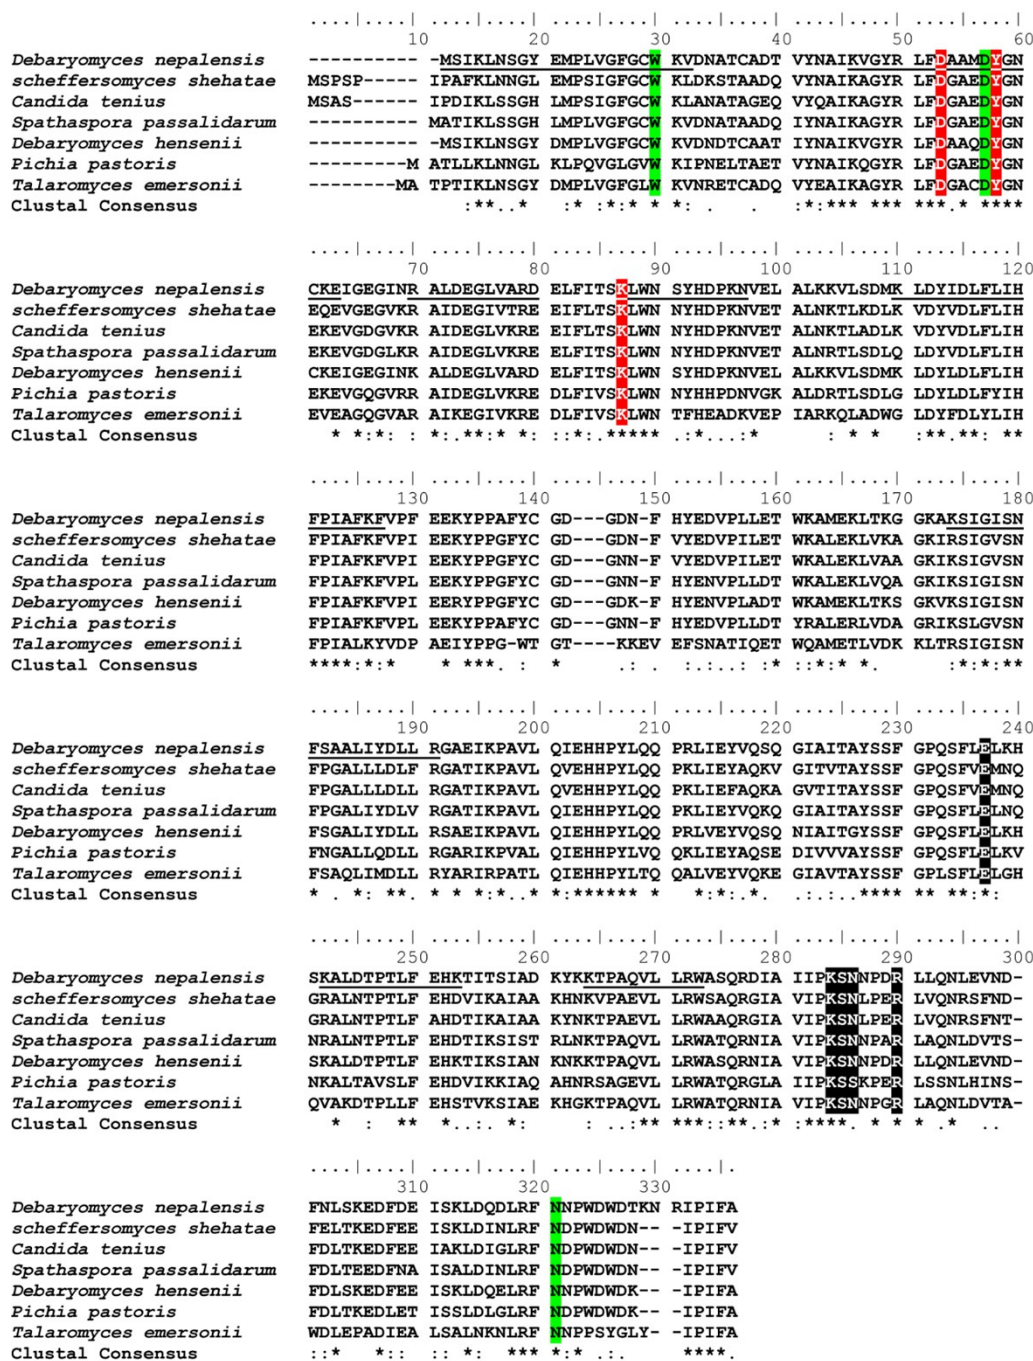 ....|....| ....|....| ....|....| ....|....| ....|....| ....|....|
10 20 30 40 50 60
Debaryomyces nepalensis ---------- -MSIKLNSGY EMPLVGFGCW KVDNATCADT VYNAIKVGYR LFDAAMDYGN
scheffersomyces shehatae MSPSP----- IPAFKLNNGL EMPSIGFGCW KLDKSTAADQ VYNAIKAGYR LFDGAEDYGN
Candida tenius MSAS------ IPDIKLSSGH LMPSIGFGCW KLANATAGEQ VYQAIKAGYR LFDGAEDYGN
Spathaspora passalidarum ---------- MATIKLSSGH LMPLVGFGCW KVDNATAADQ IYNAIKAGYR LFDGAEDYGN
Debaryomyces hensenii ---------- -MSIKLNSGY DMPLVGFGCW KVDNDTCAAT IYNAIKVGYR LFDAAQDYGN
Pichia pastoris ---------M ATLLKLNNGL KLPQVGLGVW KIPNELTAET VYNAIKQGYR LFDGAEDYGN
Talaromyces emersonii --------MA TPTIKLNSGY DMPLVGFGLW KVNRETCADQ VYEAIKAGYR LFDGACDYGN
Clustal Consensus :**..* :* :*:* * *: . . :* *** *** ***.* ****
....|....| ....|....| ....|....| ....|....| ....|....| ....|....|
70 80 90 100 110 120
Debaryomyces nepalensis CKEIGEGINR ALDEGLVARD ELFITSKLWN SYHDPKNVEL ALKKVLSDMK LDYIDLFLIH
scheffersomyces shehatae EQEVGEGVKR AIDEGIVTRE EIFLTSKLWN NYHDPKNVET ALNKTLKDLK VDYVDLFLIH
Candida tenius EKEVGDGVKR AIDEGLVKRE EIFLTSKLWN NYHDPKNVET ALNKTLADLK VDYVDLFLIH
Spathaspora passalidarum EKEVGDGLKR AIDEGLVKRE ELFITSKLWN NYHDPKNVET ALNRTLSDLQ LDYVDLFLIH
Debaryomyces hensenii CKEIGEGINK ALDEGLVARD ELFITSKLWN SYHDPKNVEL ALKKVLSDMK LDYLDLFLIH
Pichia pastoris EKEVGQGVRR ALDEGLVKRE DLFIVSKLWN NYHHPDNVGK ALDRTLSDLG LDYLDLFYIH
Talaromyces emersonii EVEAGQGVAR AIKEGIVKRE DLFIVSKLWN TFHEADKVEP IARKQLADWG LDYFDLYLIH
Clustal Consensus * *:*: : *:.**:* *: ::*:.***** .:*...:* : * * :**.**: **
....|....| ....|....| ....|....| ....|....| ....|....| ....|....|
130 140 150 160 170 180
Debaryomyces nepalensis FPIAFKFVPF EEKYPPAFYC GD---GDN-F HYEDVPLLET WKAMEKLTKG GKAKSIGISN
scheffersomyces shehatae FPIAFKFVPI EEKYPPGFYC GD---GDNFV YEDVPILET WKALEKLVKA GKIRSIGVSN
Candida tenius FPIAFKFVPI EEKYPPGFYC GD---GNN-F VYEDVPILET WKALEKLVAA GKIKSIGVSN
Spathaspora passalidarum FPIAFKFVPL EEKYPPGFYC GD---GNN-F HYENVPLLDT WKALEKLVQA GKIKSIGISN
Debaryomyces hensenii FPIAFKFVPI EERYPPGFYC GD---GDK-F HYENVPLADT WKAMEKLTKS GKVKSIGISN
Pichia pastoris FPIAFKFVPL EEKYPPAFYC GD---GNN-F HYEDVPLLDT YRALERLVDA GRIKSLGVSN
Talaromyces emersonii FPIALKYVDP AEIYPPG-WT GT----KKEV EFSNATIQET WQAMETLVDK KLTRSIGVSN
Clustal Consensus ****:*:* * ***. : * : . :..: :* ::*:* *. :*:*:**
....|....| ....|....| ....|....| ....|....| ....|....| ....|....|
190 200 210 220 230 240
Debaryomyces nepalensis FSAALIYDLL RGAEIKPAVL QIEHHPYLQQ PRLIEYVQSQ GIAITAYSSF GPQSFLELKH
scheffersomyces shehatae FPGALLLDLF RGATIKPAVL QVEHHPYLQQ PKLIEYAQKV GITVTAYSSF GPQSFVEMNQ
Candida tenius FPGALLLDLL RGATIKPAVL QVEHHPYLQQ PKLIEFAQKA GVTITAYSSF GPQSFVEMNQ
Spathaspora passalidarum FPGALIYDLV RGATIKPAVL QIEHHPYLQQ PKLIEYVQKQ GIAITAYSSF GPQSFLELNQ
Debaryomyces hensenii FSGALIYDLL RSAEIKPAVL QIEHHPYLQQ PRLVEYVQSQ NIAITGYSSF GPQSFLELKH
Pichia pastoris FNGALLQDLL RGARIKPVAL QIEHHPYLVQ QKLIEYAQSE DIVVVAYSSF GPQSFLELKV
Talaromyces emersonii FSAQLIMDLL RYARIRPATL QIEHHPYLTQ QALVEYVQKE GIAVTAYSSF GPLSFLELGH
Clustal Consensus * . *: **. * * *:*..* *:****** * *:*:.*. .:.:..**** ** **:*:
....|....| ....|....| ....|....| ....|....| ....|....| ....|....|
250 260 270 280 290 300
Debaryomyces nepalensis SKALDTPTLF EHKTITSIAD KYKKTPAQVL LRWASQRDIA IIPKSNNPDR LLQNLEVND-
scheffersomyces shehatae GRALNTPTLF EHDVIKAIAA KHNKVPAEVL LRWSAQRGIA VIPKSNLPER LVQNRSFND-
Candida tenius GRALNTPTLF AHDTIKAIAA KYNKTPAEVL LRWAAQRGIA VIPKSNLPER LVQNRSFNT-
Spathaspora passalidarum NRALNTPTLF EHDTIKSIST RLNKTPAQVL LRWATQRNIA VIPKSNNPAR LAQNLDVTS-
Debaryomyces hensenii SKALDTPTLF EHKTIKSIAN KNKKTPAQVL LRWASQRNIA VIPKSNNPDR LLQNLEVND-
Pichia pastoris NKALTAVSLF EHDVIKKIAQ AHNRSAGEVL LRWATQRGLA IIPKSSKPER LSSNLHINS-
Talaromyces emersonii QVAKDTPLLF EHSTVKSIAE KHGKTPAQVL LRWATQRNIA VIPKSNNPGR LAQNLDVTA-
Clustal Consensus * : ** *..:. *: : ..:** ***::**.:* :****. * * * .* .
....|....| ....|....| ....|....| ....|.
310 320 330
Debaryomyces nepalensis FNLSKEDFDE ISKLDQDLRF NNPWDWDTKN RIPIFA
scheffersomyces shehatae FELTKEDFEE ISKLDINLRF NDPWDWDN-- -IPIFV
Candida tenius FDLTKEDFEE IAKLDIGLRF NDPWDWDN-- -IPIFV
Spathaspora passalidarum FDLTEEDFNA ISALDINLRF NDPWDWDN-- -IPIFV
Debaryomyces hensenii FDLSKEDFEE ISKLDQELRF NNPWDWDK-- -IPIFA
Pichia pastoris FDLTKEDLET ISSLDLGLRF NDPWDWDK-- -IPIFA
Talaromyces emersonii WDLEPADIEA LSALNKNLRF NNPPSYGLY- -IPIFA
Clustal Consensus ::* *:: :: *: *** *:* .:. ****.